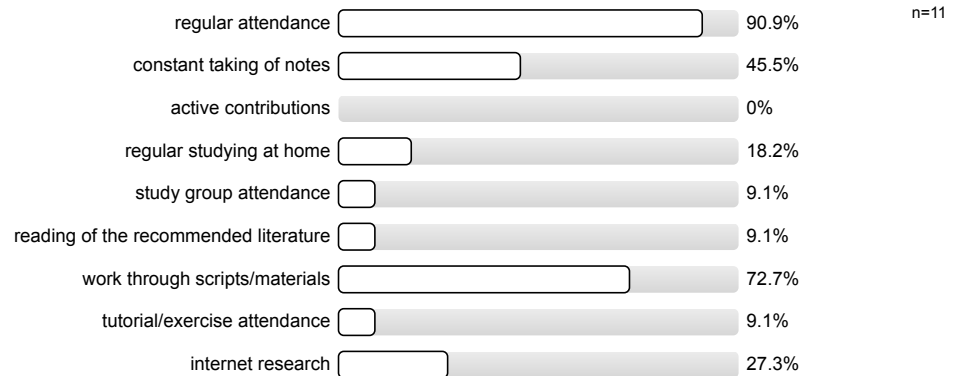 regular attendance 90.9% n=11
constant taking of notes 45.5%
active contributions 0%
regular studying at home 18.2%
study group attendance 9.1%
reading of the recommended literature 9.1%
work through scripts/materials 72.7%
tutorial/exercise attendance 9.1%
internet research 27.3%